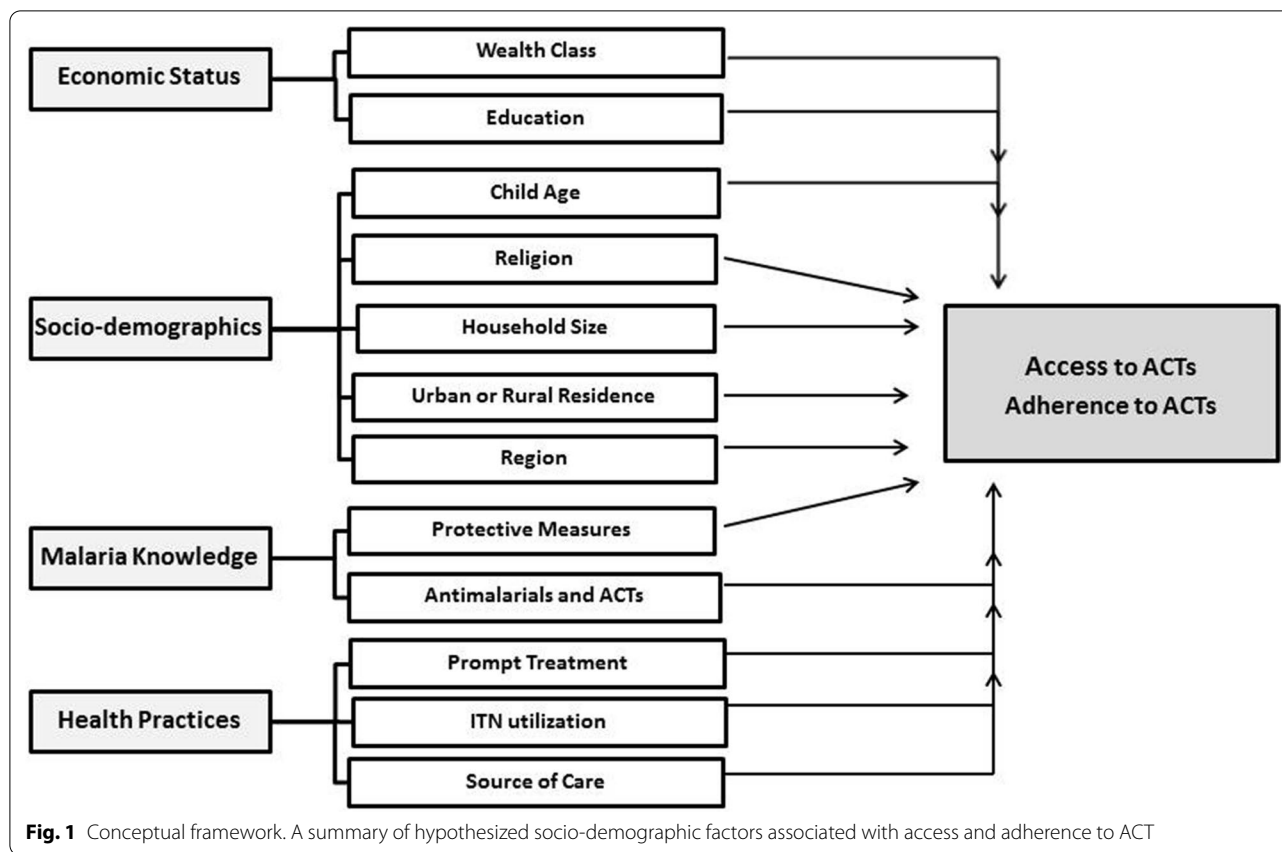 Economic Status
Wealth Class
Education
Socio-demographics
Child Age
Religion
Household Size
Urban or Rural Residence
Region
Malaria Knowledge
Protective Measures
Antimalarials and ACTs
Health Practices
Prompt Treatment
ITN utilization
Source of Care
Access to ACTs
Adherence to ACTs
Fig. 1 Conceptual framework. A summary of hypothesized socio-demographic factors associated with access and adherence to ACT